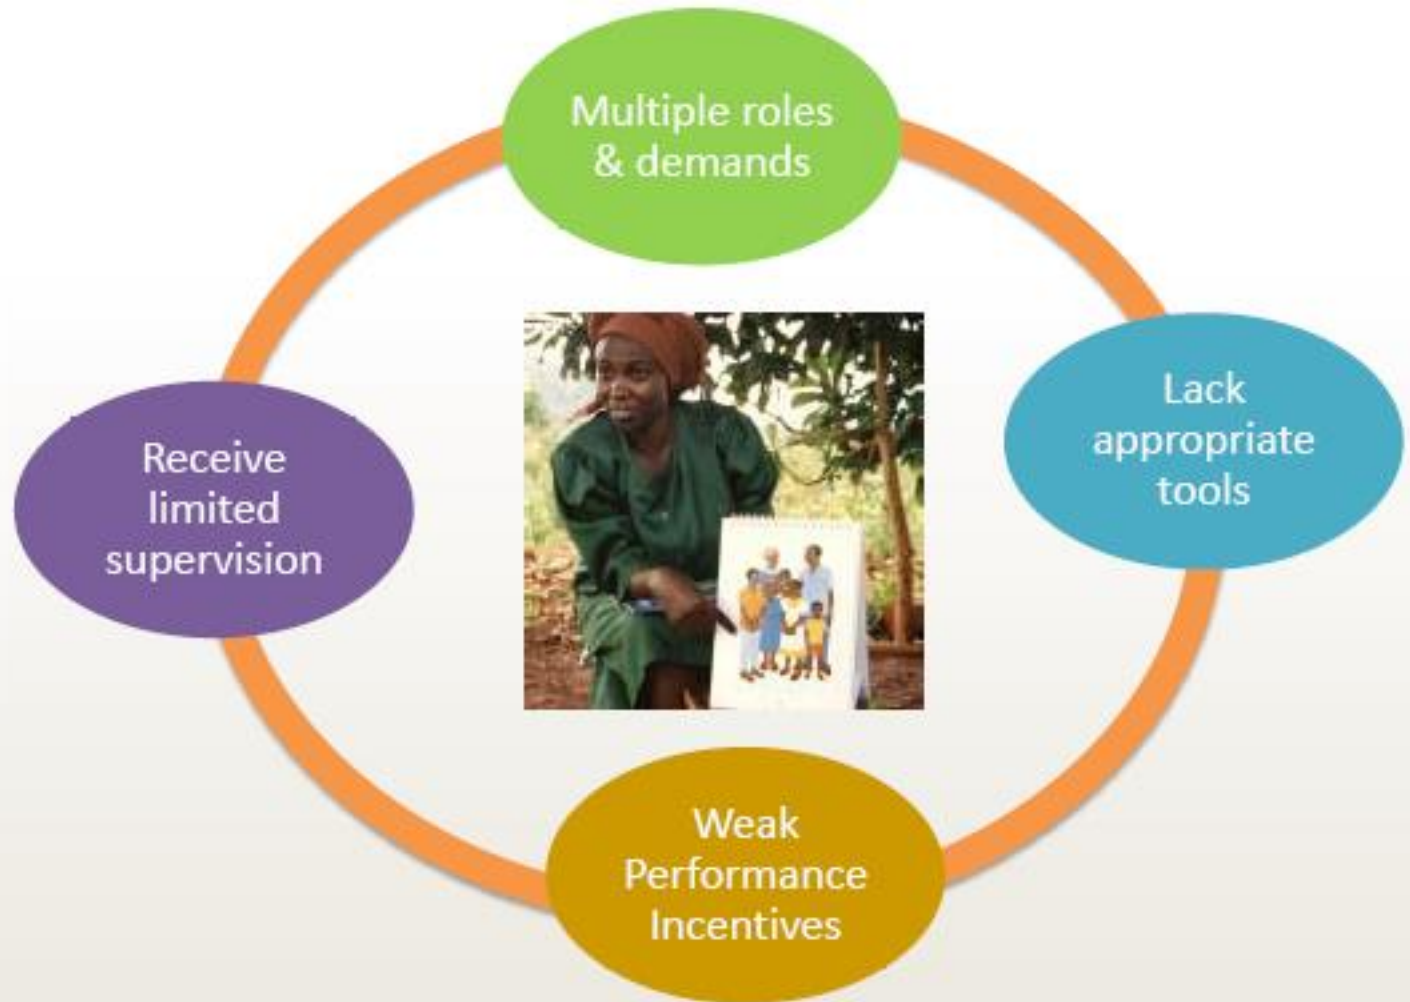 Multiple roles
& demands
Lack
appropriate
tools
Weak
Performance
Incentives
Receive
limited
supervision